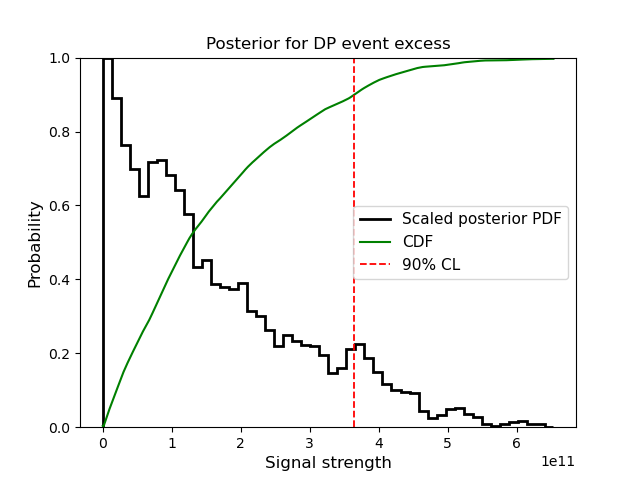 Posterior for DP event excess
Probability
1.0
0.8
0.6
0.4
0.2
0.0
Scaled posterior PDF
CDF
90% CL
0 1 2 3 4 5 6
1e11
Signal strength